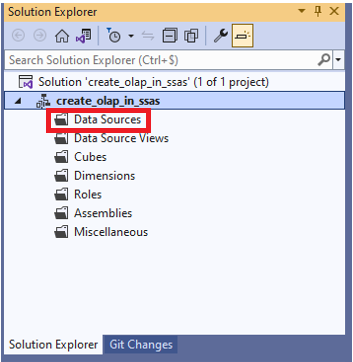 Solution Explorer
Search Solution Explorer (Ctrl+$)
Solution 'create_olap_in_ssas' (1 of 1 project)
create_olap_in_ssas
Data Sources
Data Source Views
Cubes
Dimensions
Roles
Assemblies
Miscellaneous
Solution Explorer Git Changes